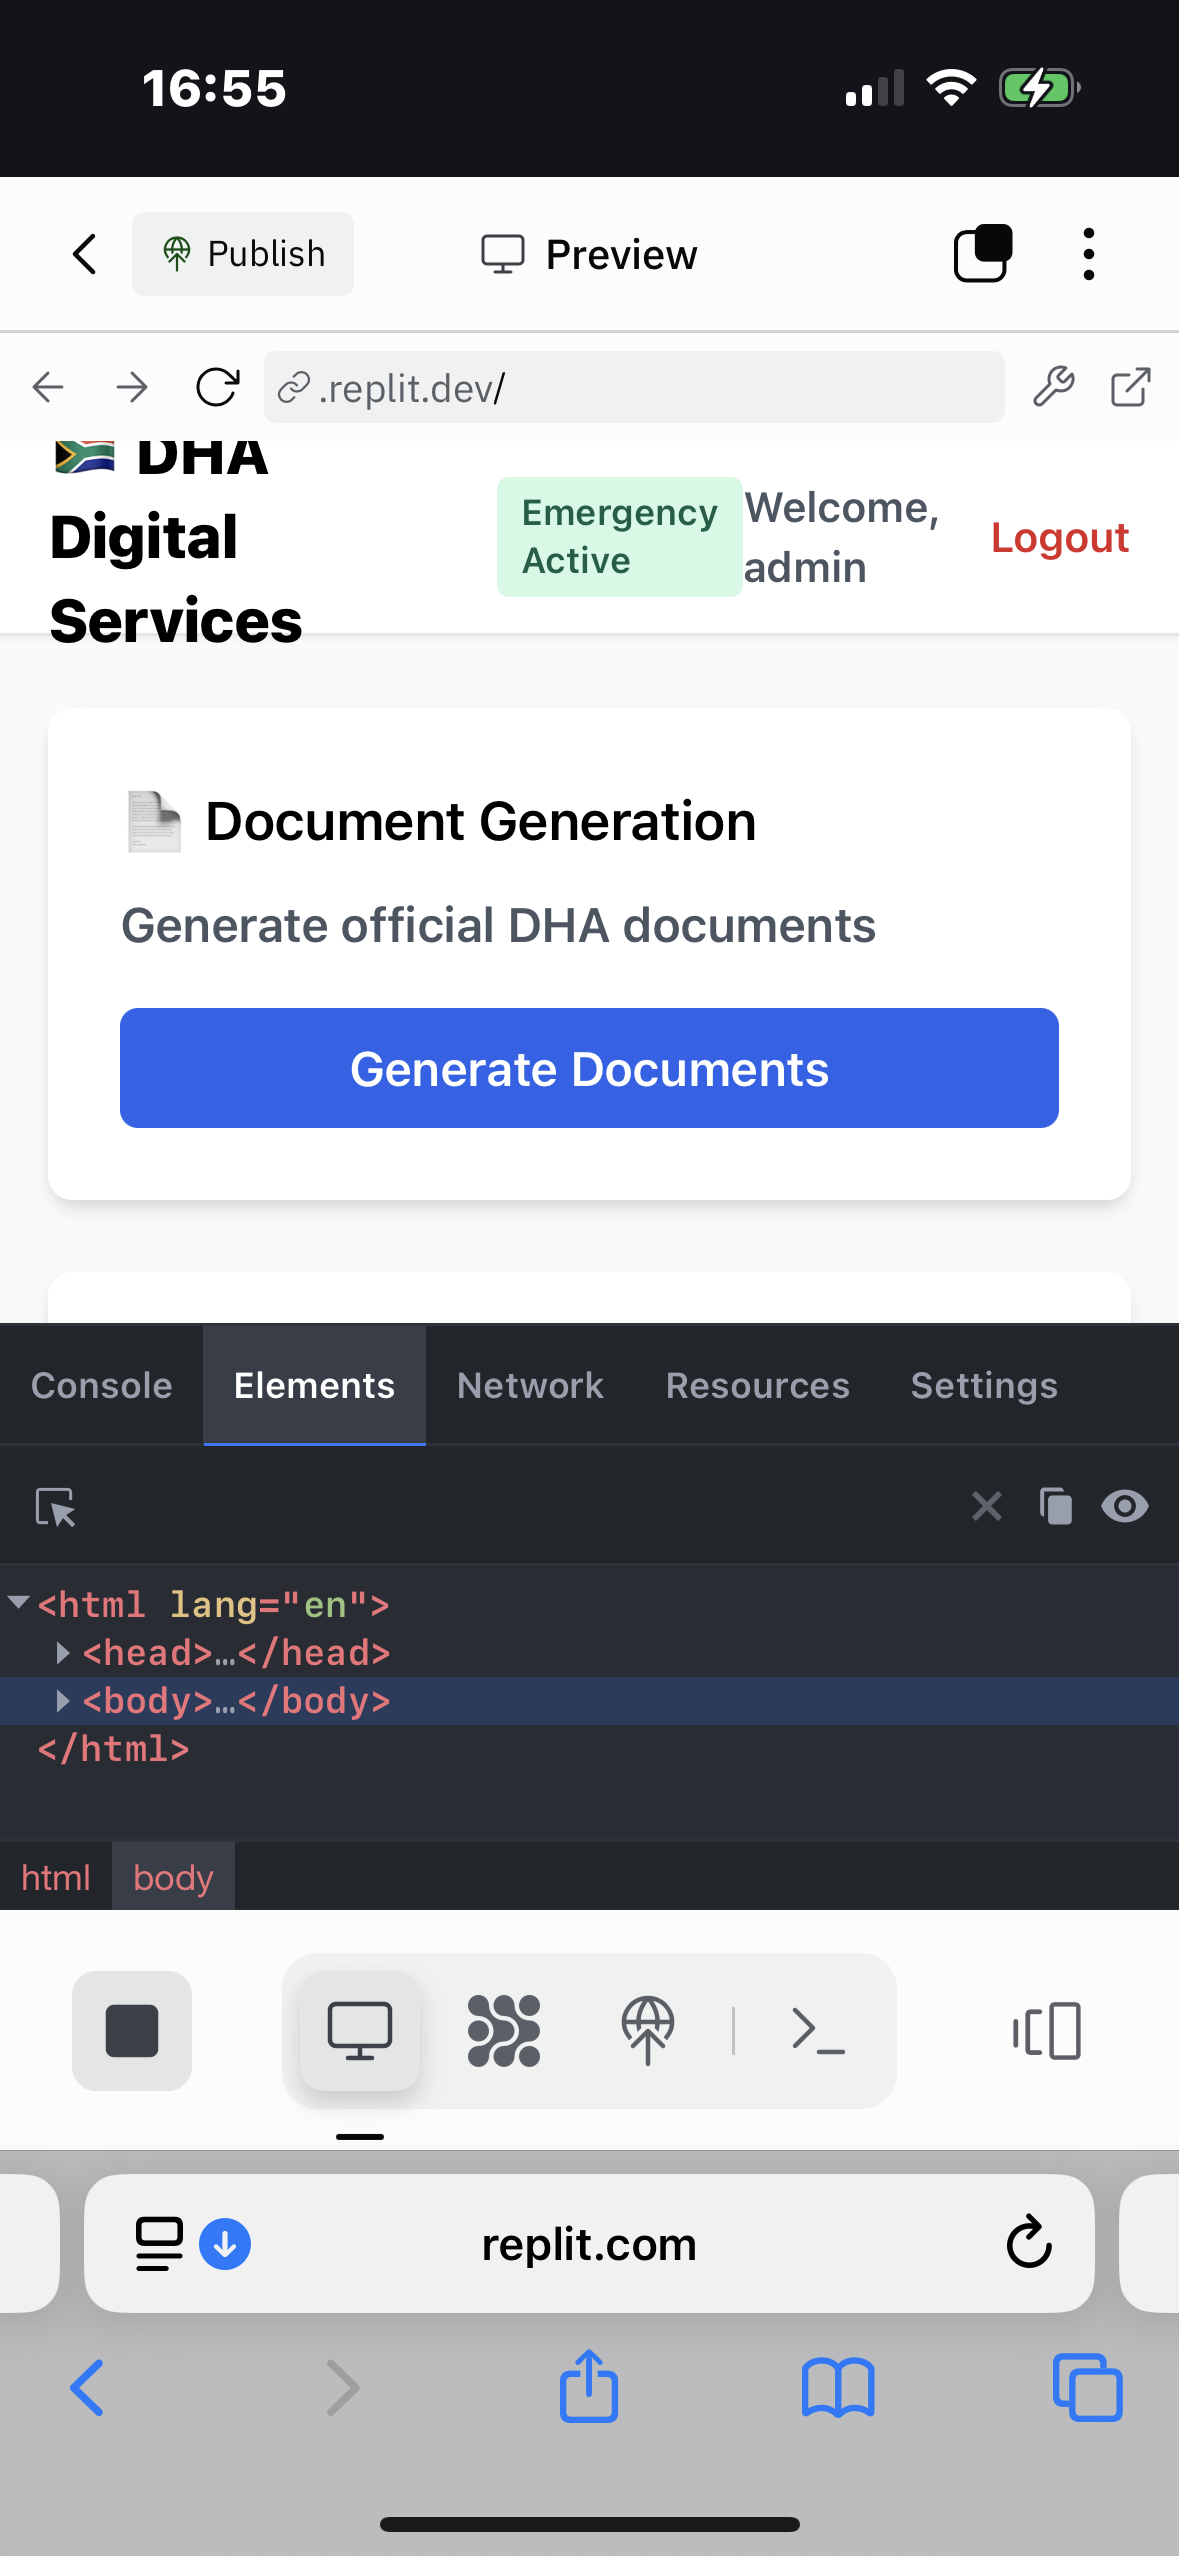 16:55
Publish
Preview
.replit.dev/
DHA
Digital
Services
Emergency
Active
Welcome,
admin
Logout
Document Generation
Generate official DHA documents
Generate Documents
Console
Elements
Network
Resources
Settings
<html lang="en">
<head>…</head>
<body>…</body>
</html>
html
body
replit.com